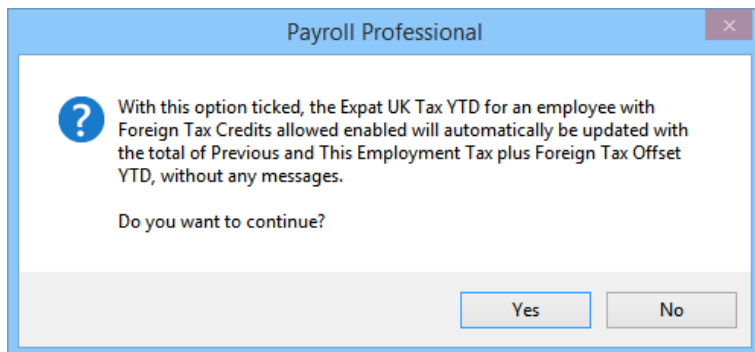 Payroll Professional
With this option ticked, the Expat UK Tax YTD for an employee with
Foreign Tax Credits allowed enabled will automatically be updated with
the total of Previous and This Employment Tax plus Foreign Tax Offset
YTD, without any messages.
Do you want to continue?
Yes
No